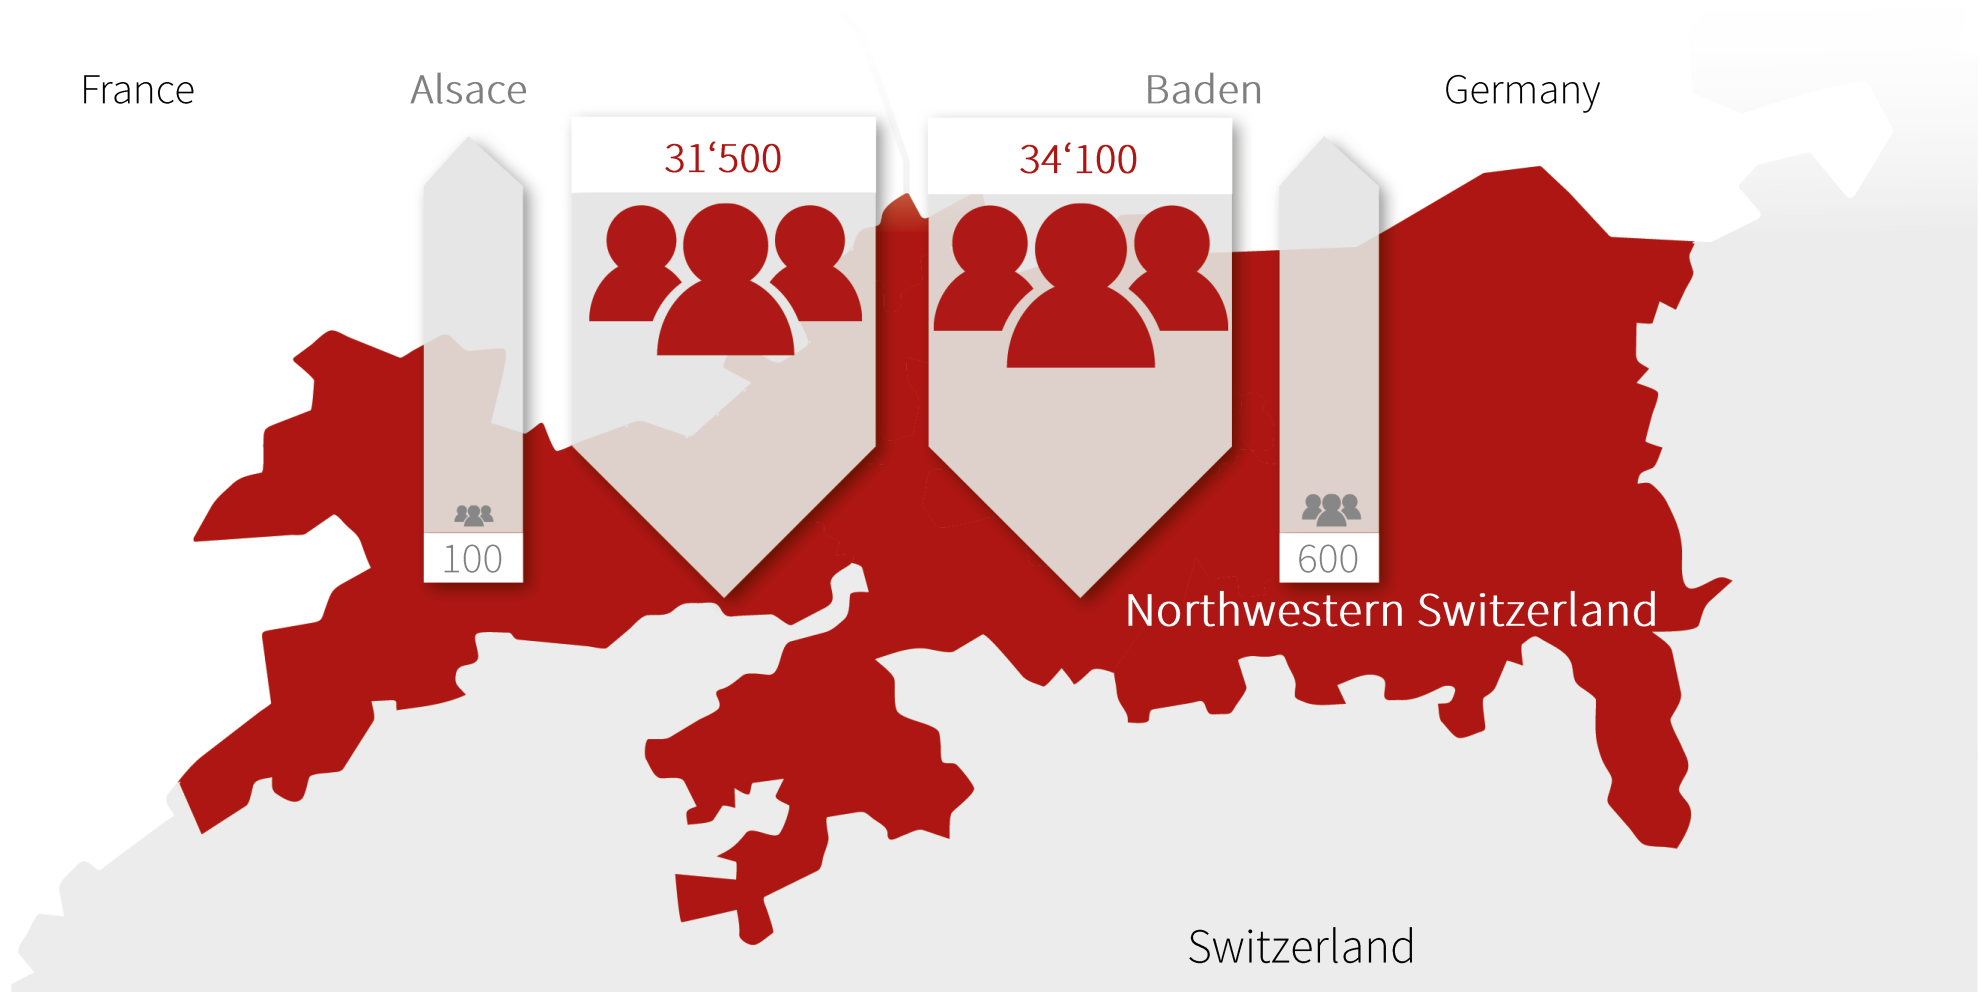 France
Alsace
Baden
Germany
31‘500
34‘100
100
600
Northwestern Switzerland
Switzerland